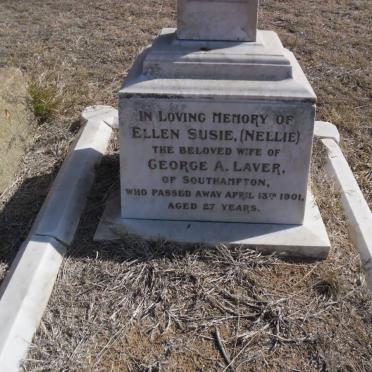 IN LOVING MEMORY OF
ELLEN SUSIE, (NELLIE)
THE BELOVED WIFE OF
GEORGE A. LAVER,
OF SOUTHAMPTON,
WHO PASSED AWAY APRIL 13TH 1901,
AGED 27 YEARS.